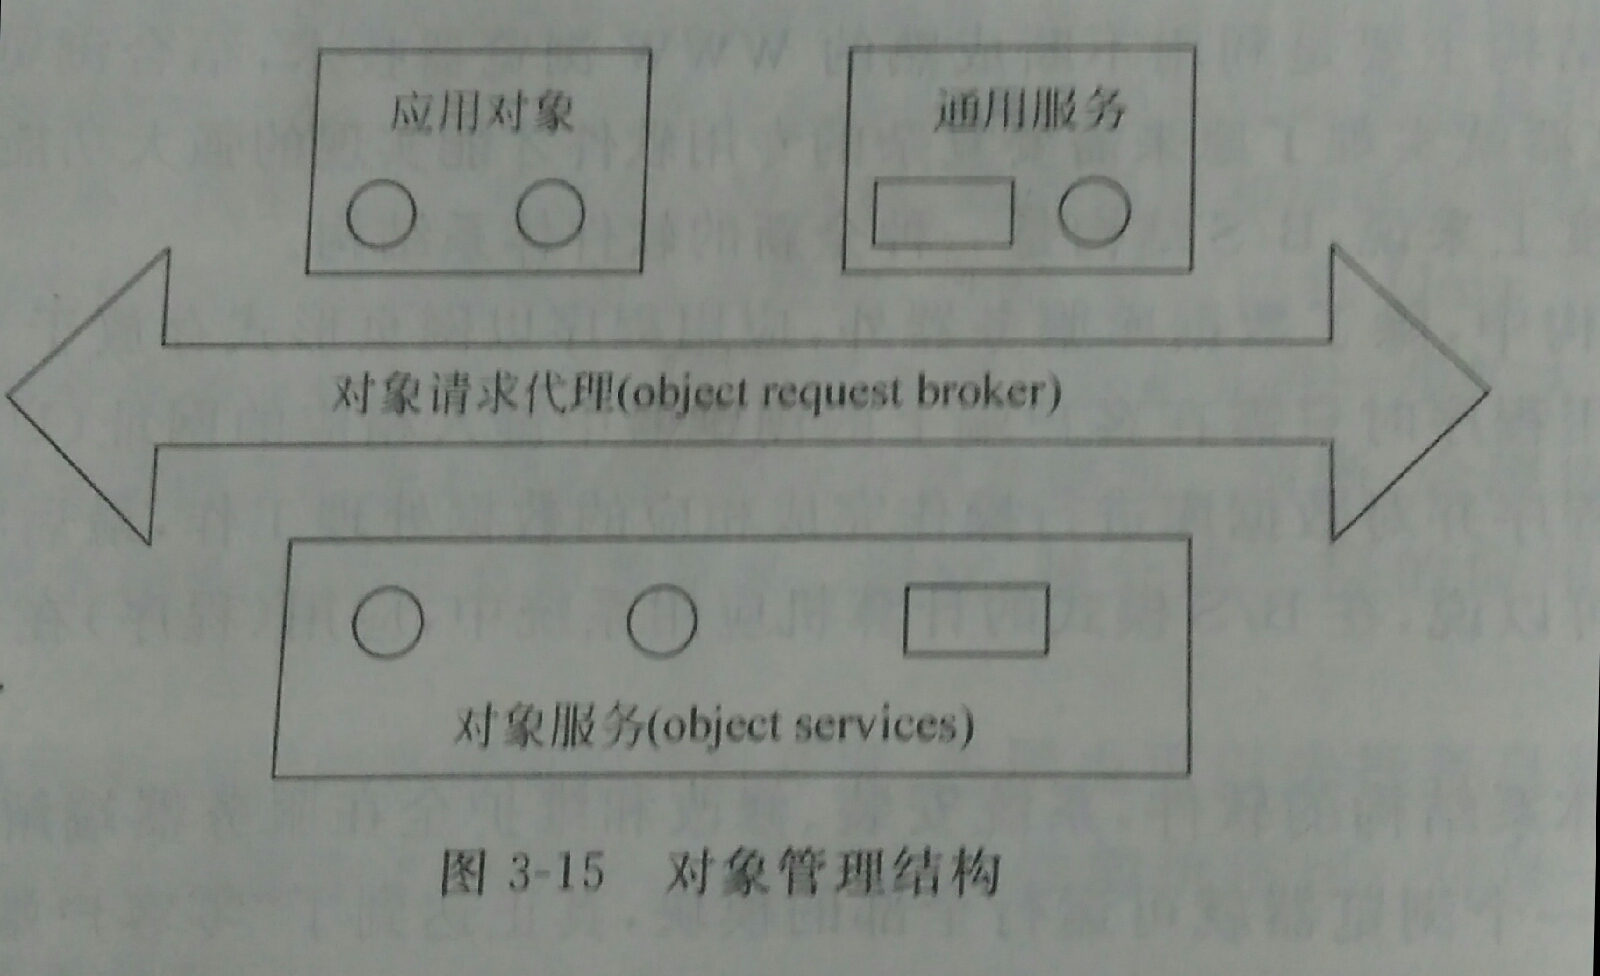 应用对象
通用服务
对象请求代理(object request broker)
对象服务(object services)
图 3-15 对象管理结构